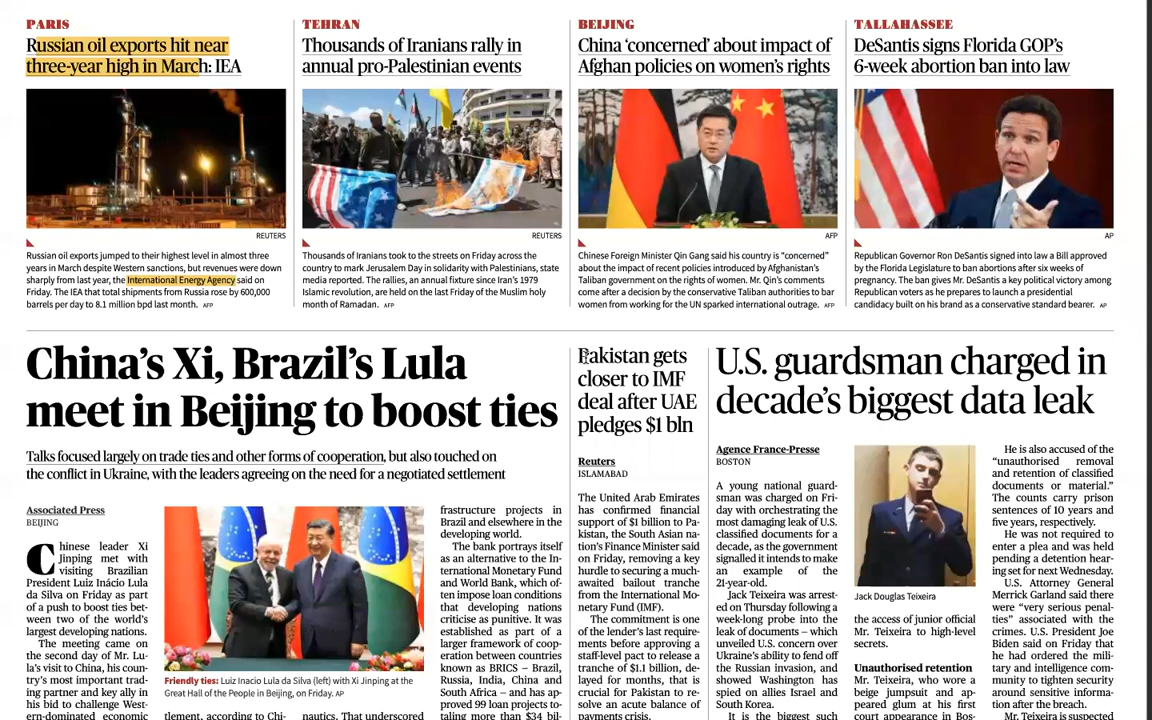 PARIS
Russian oil exports hit near
three-year high in March: IEA
REUTERS
Russian oil exports jumped to their highest level in almost three
years in March despite Western sanctions, but revenues were down
sharply from last year, the International Energy Agency said on
Friday. The IEA that total shipments from Russia rose by 600,000
barrels per day to 8.1 million bpd last month. AFP
TEHRAN
Thousands of Iranians rally in
annual pro-Palestinian events
REUTERS
Thousands of Iranians took to the streets on Friday across the
country to mark Jerusalem Day in solidarity with Palestinians, state
media reported. The rallies, an annual fixture since Iran's 1979
Islamic revolution, are held on the last Friday of the Muslim holy
month of Ramadan. AFP
BEIJING
China ‘concerned’ about impact of
Afghan policies on women's rights
AFP
Chinese Foreign Minister Qin Gang said his country is “concerned”
about the impact of recent policies introduced by Afghanistan's
Taliban government on the rights of women. Mr. Qin's comments
come after a decision by the conservative Taliban authorities to bar
women from working for the UN sparked international outrage. AFP
TALLAHASSEE
DeSantis signs Florida GOP's
6-week abortion ban into law
AP
Republican Governor Ron DeSantis signed into law a Bill approved
by the Florida Legislature to ban abortions after six weeks of
pregnancy. The ban gives Mr. DeSantis a key political victory among
Republican voters as he prepares to launch a presidential
candidacy built on his brand as a conservative standard bearer. AP
China's Xi, Brazil's Lula
meet in Beijing to boost ties
Talks focused largely on trade ties and other forms of cooperation, but also touched on
the conflict in Ukraine, with the leaders agreeing on the need for a negotiated settlement
Associated Press
BEIJING
Chinese leader Xi
Jinping met with
visiting Brazilian
President Luiz Inácio Lula
da Silva on Friday as part
of a push to boost ties bet-
ween two of the world's
largest developing nations.
The meeting came on
the second day of Mr. Lu-
la's visit to China, his coun-
try's most important trad-
ing partner and key ally in
his bid to challenge West-
ern-dominated economic
Friendly ties: Luiz Inacio Lula da Silva (left) with Xi Jinping at the
Great Hall of the People in Beijing, on Friday. AP
tlement, according to Chi-
nautics. That underscored
frastructure projects in
Brazil and elsewhere in the
developing world.
The bank portrays itself
as an alternative to the In-
ternational Monetary Fund
and World Bank, which of-
ten impose loan conditions
that developing nations
criticise as punitive. It was
established as part of a
larger framework of coop-
eration between countries
known as BRICS – Brazil,
Russia, India, China and
South Africa – and has ap-
proved 99 loan projects to-
taling more than $34 bil-
Pakistan gets
closer to IMF
deal after UAE
pledges $1 bln
Reuters
ISLAMABAD
The United Arab Emirates
has confirmed financial
support of $1 billion to Pa-
kistan, the South Asian na-
tion's Finance Minister said
on Friday, removing a key
hurdle to securing a much-
awaited bailout tranche
from the International Mo-
netary Fund (IMF).
The commitment is one
of the lender's last require-
ments before approving a
staff-level pact to release a
tranche of $1.1 billion, de-
layed for months, that is
crucial for Pakistan to re-
solve an acute balance of
payments crisis.
U.S. guardsman charged in
decade's biggest data leak
Agence France-Presse
BOSTON
A young national guard-
sman was charged on Fri-
day with orchestrating the
most damaging leak of U.S.
classified documents for a
decade, as the government
signalled it intends to make
an example of the
21-year-old.
Jack Teixeira was arrest-
ed on Thursday following a
week-long probe into the
leak of documents – which
unveiled U.S. concern over
Ukraine's ability to fend off
the Russian invasion, and
showed Washington has
spied on allies Israel and
South Korea.
It is the biggest such
Jack Douglas Teixeira
the access of junior official
Mr. Teixeira to high-level
secrets.
Unauthorised retention
Mr. Teixeira, who wore a
beige jumpsuit and ap-
peared glum at his first
court appearance in Bos-
He is also accused of the
“unauthorised removal
and retention of classified
documents or material.”
The counts carry prison
sentences of 10 years and
five years, respectively.
He was not required to
enter a plea and was held
pending a detention hear-
ing set for next Wednesday.
U.S. Attorney General
Merrick Garland said there
were “very serious penal-
ties” associated with the
crimes. U.S. President Joe
Biden said on Friday that
he had ordered the mili-
tary and intelligence com-
munity to tighten security
around sensitive informa-
tion after the breach.
Mr. Teixeira is suspected